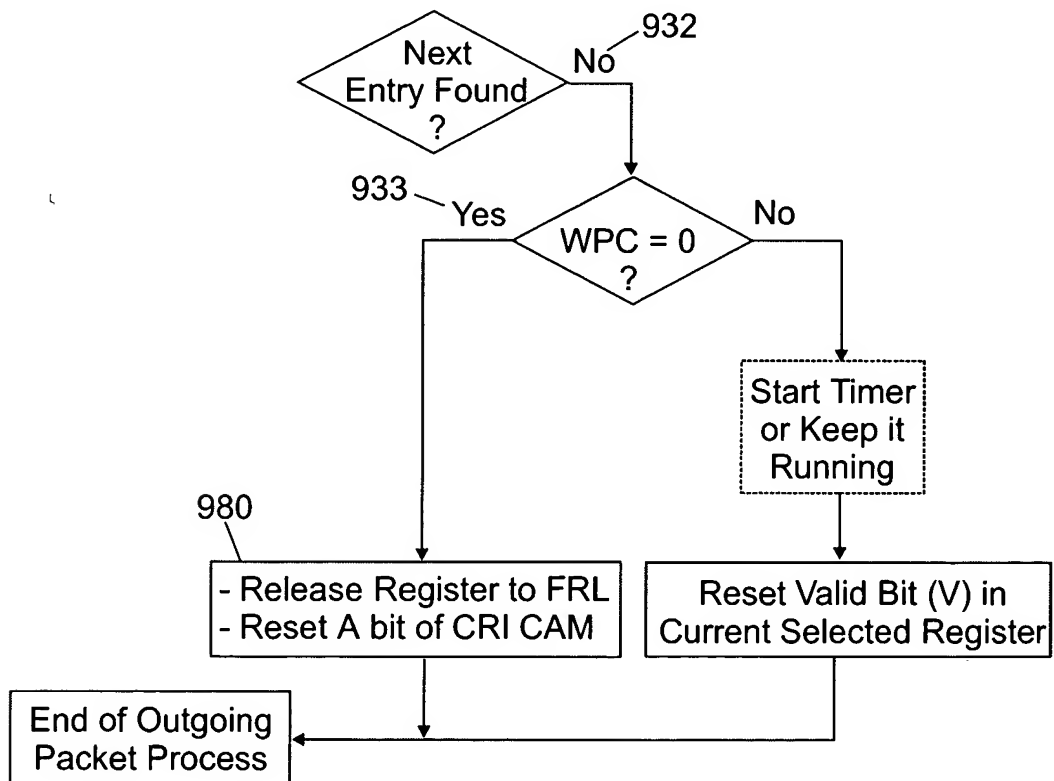 932
Next
Entry Found
?
No
933
Yes
No
WPC = 0
?
Start Timer
or Keep it
Running
980
- Release Register to FRL
- Reset A bit of CRI CAM
Reset Valid Bit (V) in
Current Selected Register
End of Outgoing
Packet Process